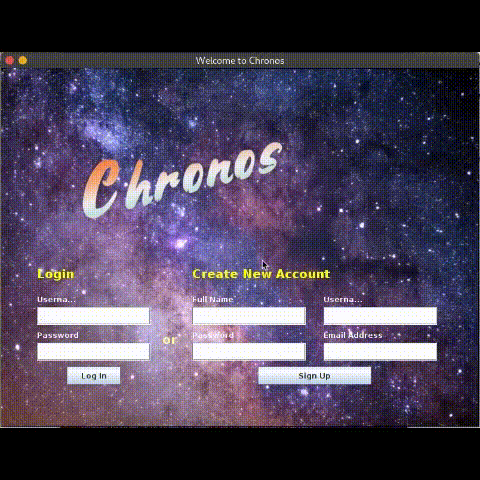 Welcome to Chronos
Chronos
Login
Create New Account
Userna...
Full Name
Userna...
Password
or
Password
Email Address
Log In
Sign Up